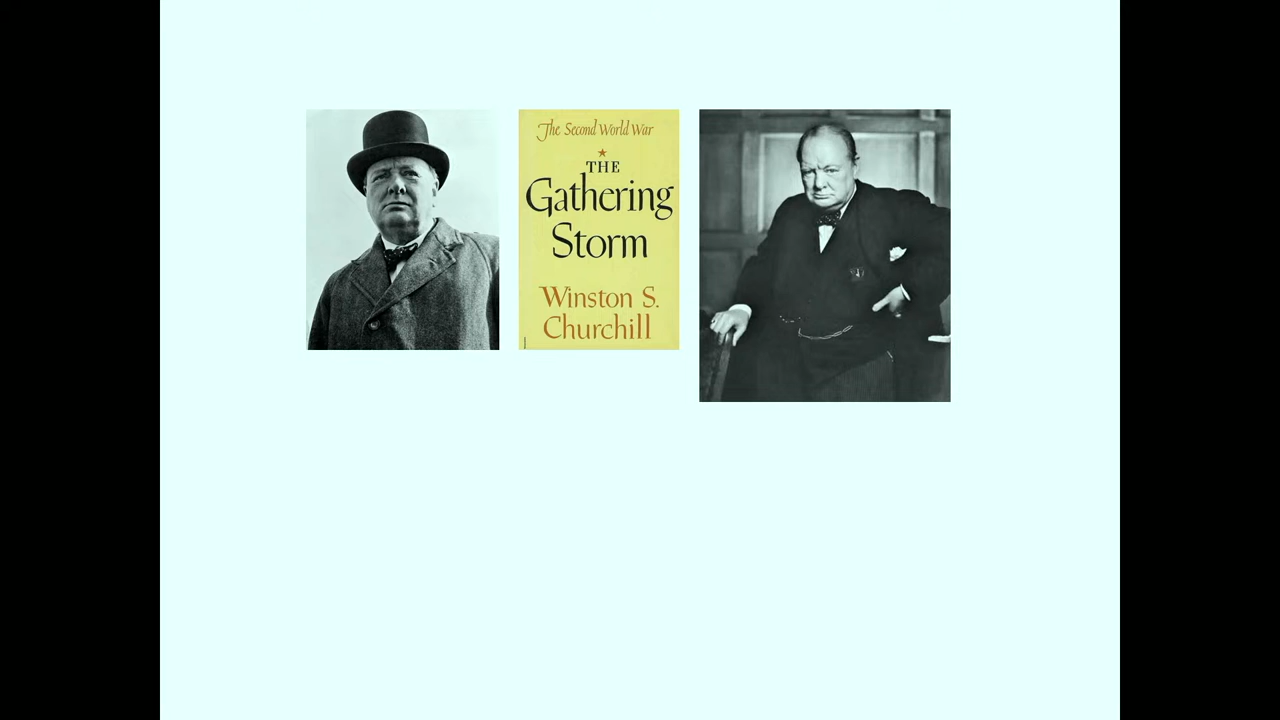 The Second World War
THE
Gathering
Storm
Winston S.
Churchill